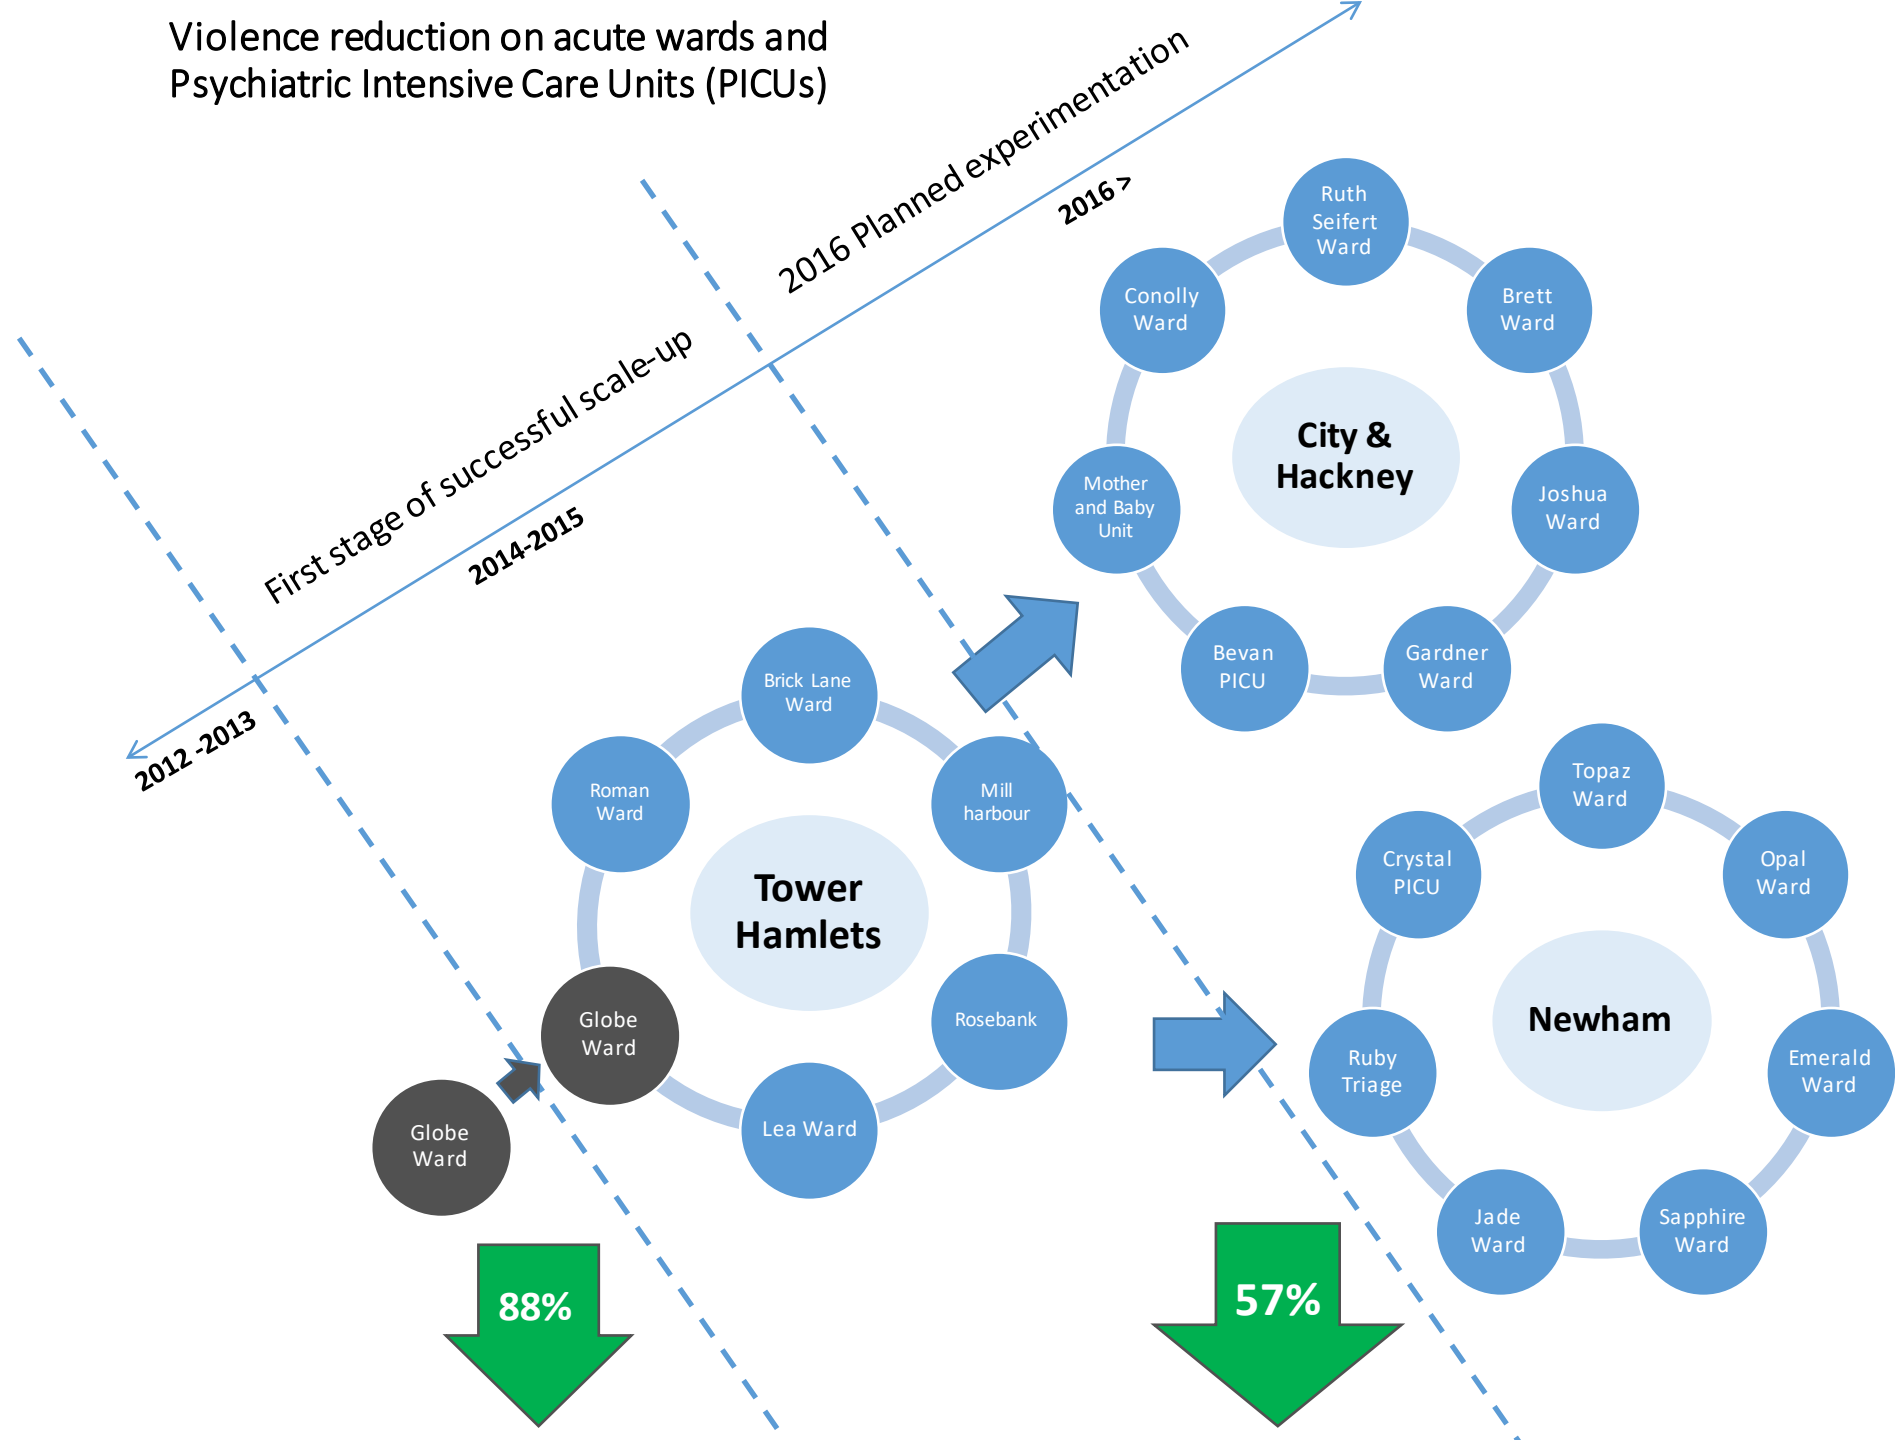 Violence reduction on acute wards and
Psychiatric Intensive Care Units (PICUs)
2016 Planned experimentation
2016 >
First stage of successful scale-up
2014-2015
2012 -2013
Ruth
Seifert
Ward
Brett
Ward
Joshua
Ward
Gardner
Ward
Bevan
PICU
Mother
and Baby
Unit
Conolly
Ward
City &
Hackney
Brick Lane
Ward
Mill
harbour
Rosebank
Lea Ward
Globe
Ward
Roman
Ward
Tower
Hamlets
Globe
Ward
Topaz
Ward
Opal
Ward
Emerald
Ward
Sapphire
Ward
Jade
Ward
Ruby
Triage
Crystal
PICU
Newham
88%
57%